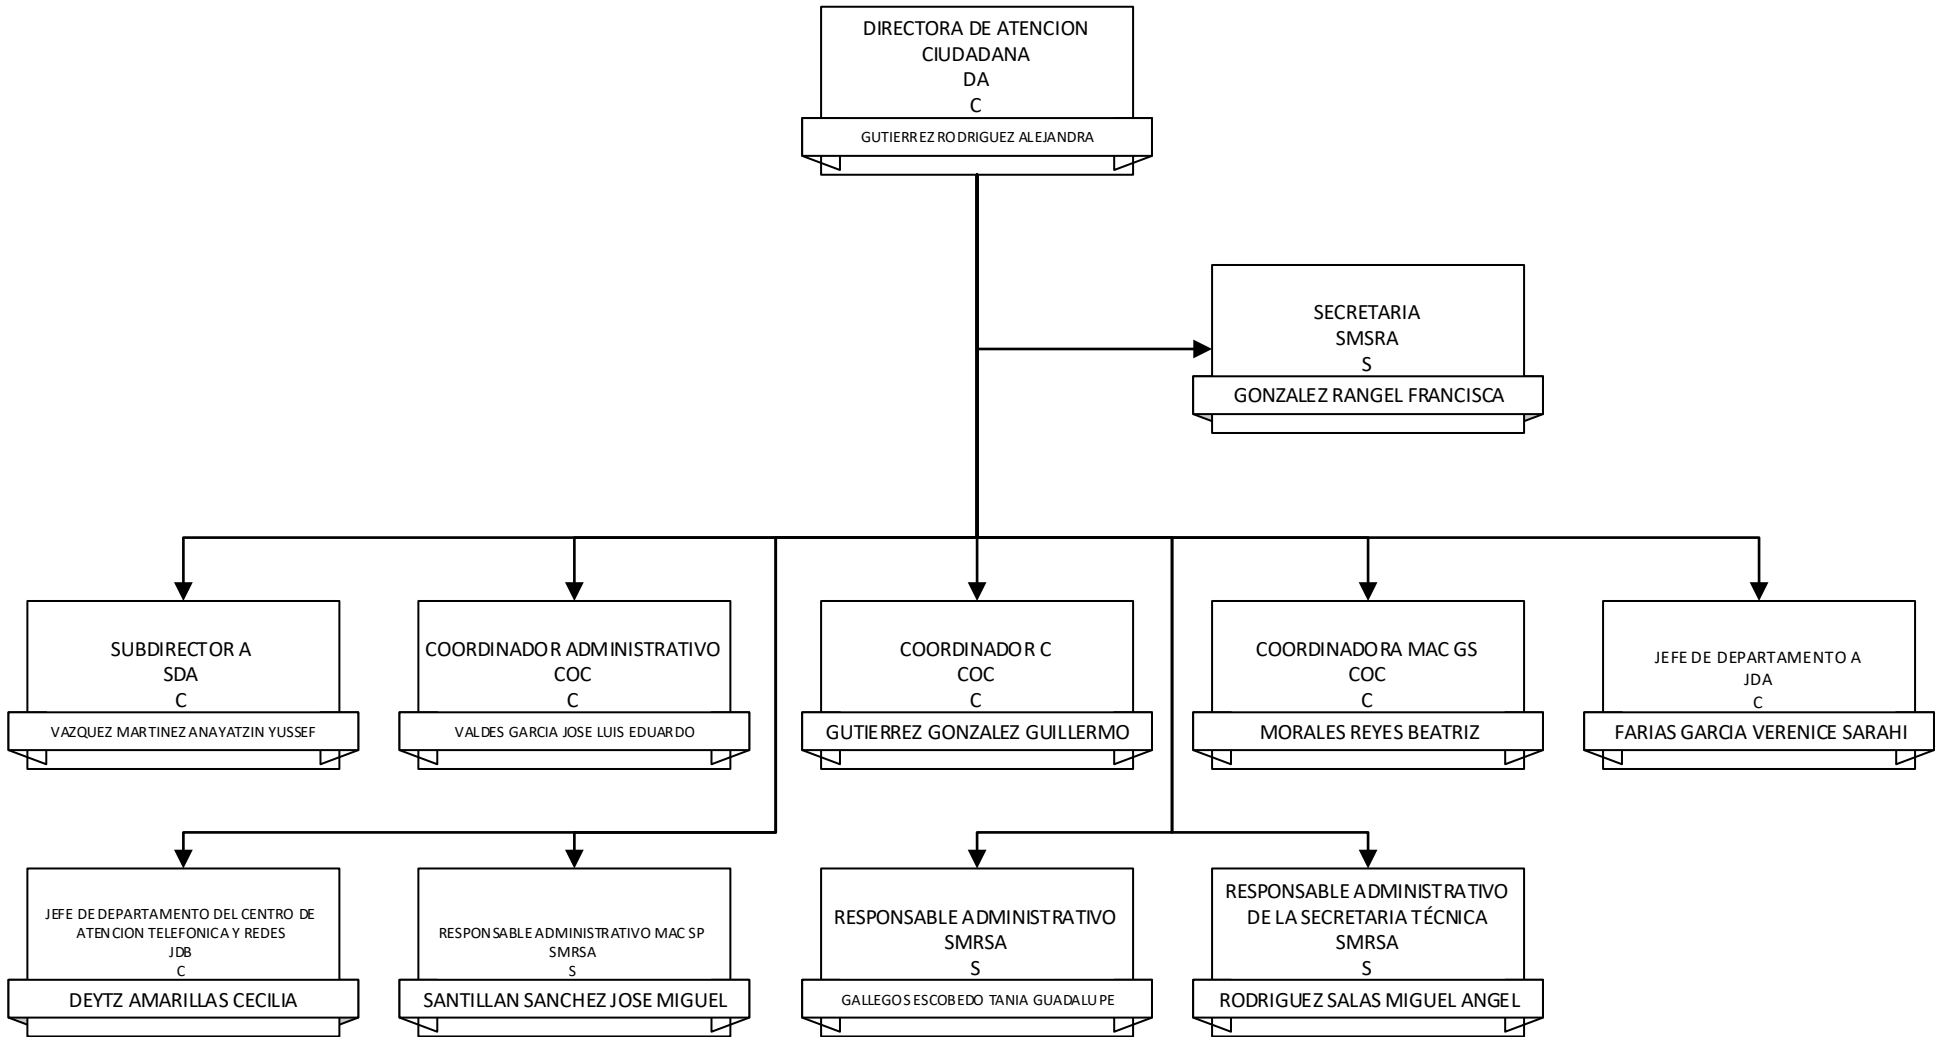 DIRECTORA DE ATENCION
CIUDADANA
DA
C
GUTIERREZ RODRIGUEZ ALEJANDRA
SECRETARIA
SMSRA
S
GONZALEZ RANGEL FRANCISCA
SUBDIRECTOR A
SDA
C
VAZQUEZ MARTINEZ ANAYATZIN YUSSEF
COORDINADOR ADMINISTRATIVO
COC
C
VALDES GARCIA JOSE LUIS EDUARDO
COORDINADOR C
COC
C
GUTIERREZ GONZALEZ GUILLERMO
COORDINADORA MAC GS
COC
C
MORALES REYES BEATRIZ
JEFE DE DEPARTAMENTO A
JDA
C
FARIAS GARCIA VERENICE SARAHI
JEFE DE DEPARTAMENTO DEL CENTRO DE
ATENCION TELEFONICA Y REDES
JDB
C
DEYTZ AMARILLAS CECILIA
RESPONSABLE ADMINISTRATIVO MAC SP
SMRSA
S
SANTILLAN SANCHEZ JOSE MIGUEL
RESPONSABLE ADMINISTRATIVO
SMRSA
S
GALLEGOS ESCOBEDO TANIA GUADALUPE
RESPONSABLE ADMINISTRATIVO
DE LA SECRETARIA TÉCNICA
SMRSA
S
RODRIGUEZ SALAS MIGUEL ANGEL